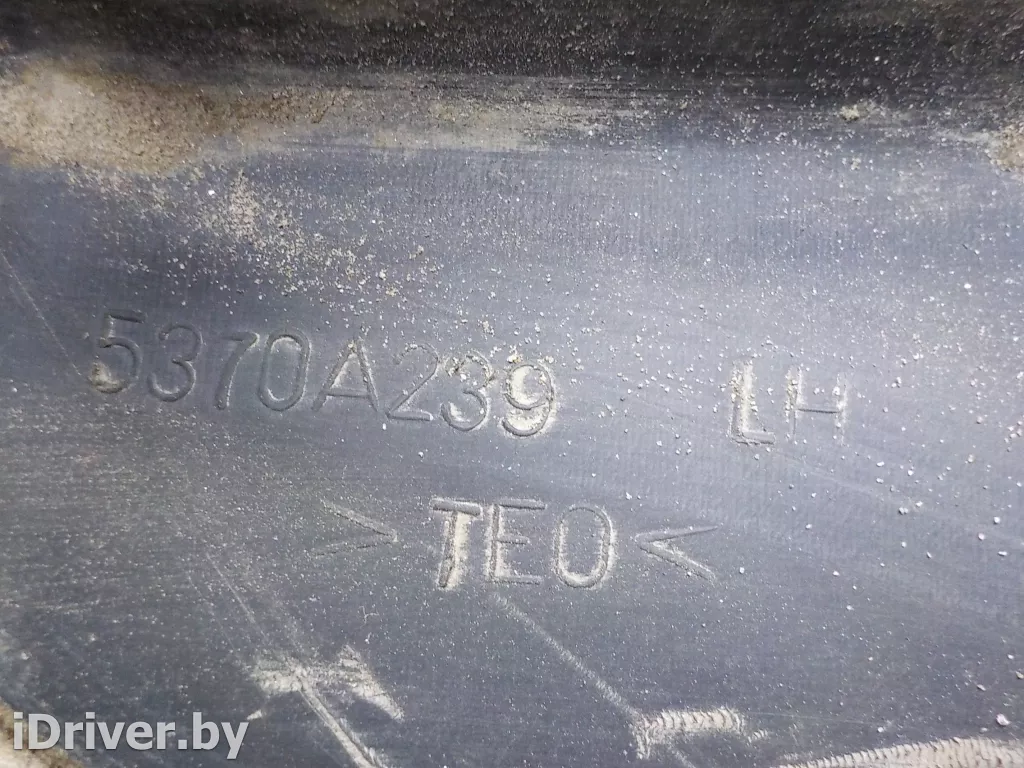 5370A239 LH
>TEO<
iDriver.by